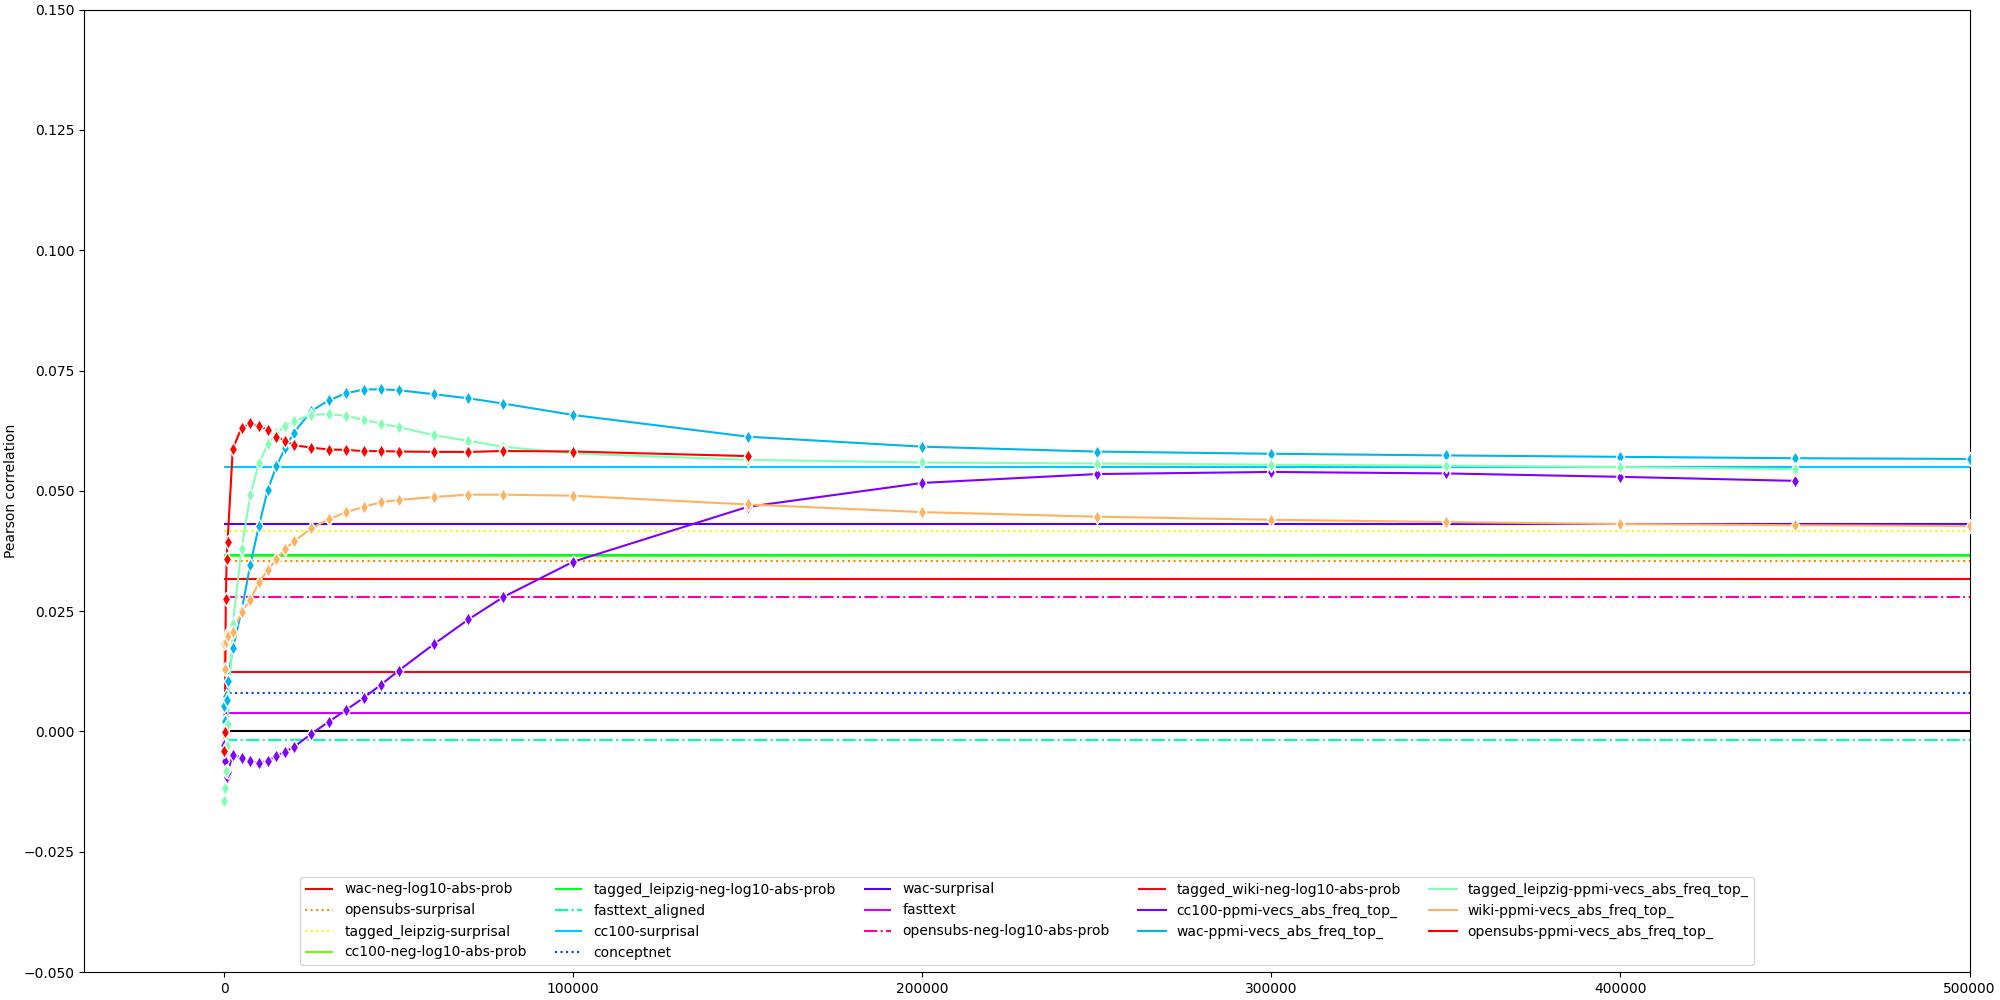 0.150
0.125
0.100
0.075
0.050
0.025
0.000
−0.025
−0.050
Pearson correlation
0
100000
200000
300000
400000
500000
wac-neg-log10-abs-prob
opensubs-surprisal
tagged_leipzig-surprisal
cc100-neg-log10-abs-prob
tagged_leipzig-neg-log10-abs-prob
fasttext_aligned
cc100-surprisal
conceptnet
wac-surprisal
fasttext
opensubs-neg-log10-abs-prob
tagged_wiki-neg-log10-abs-prob
cc100-ppmi-vecs_abs_freq_top_
wac-ppmi-vecs_abs_freq_top_
tagged_leipzig-ppmi-vecs_abs_freq_top_
wiki-ppmi-vecs_abs_freq_top_
opensubs-ppmi-vecs_abs_freq_top_